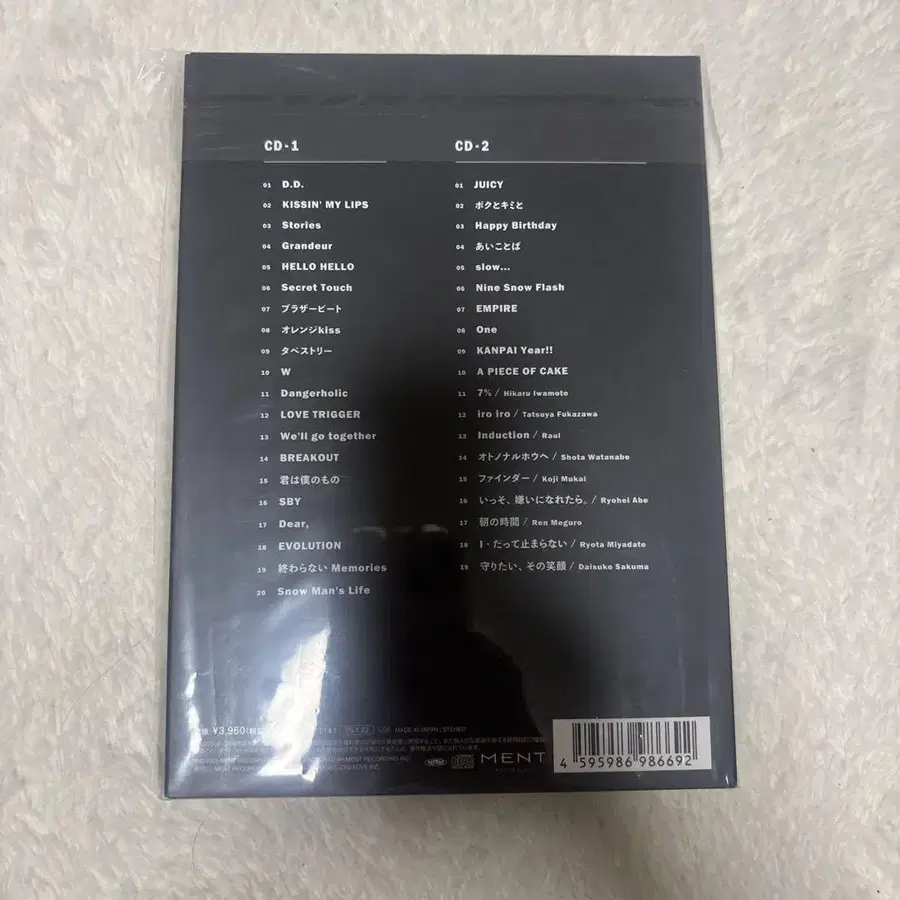 CD-1
01 D.D.
02 KISSIN' MY LIPS
03 Stories
04 Grandeur
05 HELLO HELLO
06 Secret Touch
07 ブラザービート
08 オレンジkiss
09 タペストリー
10 W
11 Dangerholic
12 LOVE TRIGGER
13 We'll go together
14 BREAKOUT
15 君は僕のもの
16 SBY
17 Dear,
18 EVOLUTION
19 終わらない Memories
20 Snow Man's Life
CD-2
01 JUICY
02 ボクとキミと
03 Happy Birthday
04 あいことば
05 slow...
06 Nine Snow Flash
07 EMPIRE
08 One
09 KANPAI Year!!
10 A PIECE OF CAKE
11 7% / Hikaru Iwamoto
12 iro iro / Tatsuya Fukazawa
13 Induction / Raul
14 オトノナルホウヘ / Shota Watanabe
15 ファインダー / Koji Mukai
16 いっそ、嫌いになれたら。 / Ryohei Abe
17 朝の時間 / Ren Meguro
18 I・だって止まらない / Ryota Miyadate
19 守りたい、その笑顔 / Daisuke Sakuma
¥3,960 MADE IN JAPAN
MENT
4 595986 986692